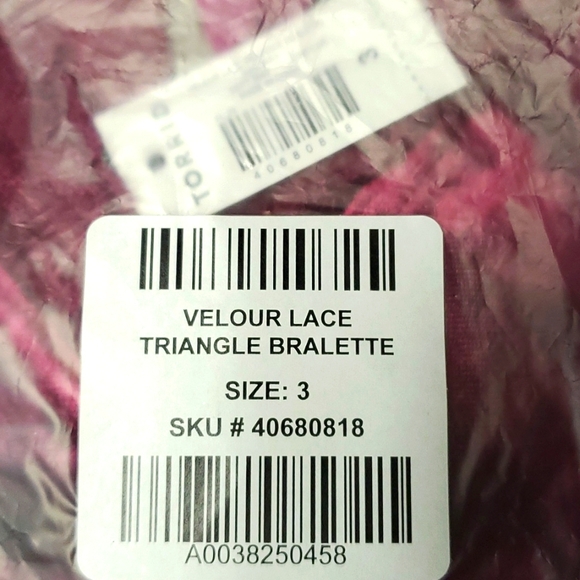 TORRID
40680818
3
VELOUR LACE
TRIANGLE BRALETTE
SIZE: 3
SKU # 40680818
A0038250458